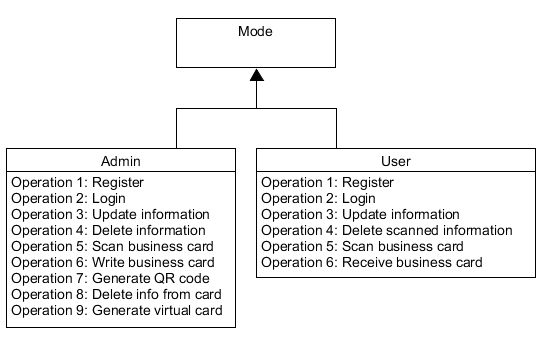 Mode
Admin
Operation 1: Register
Operation 2: Login
Operation 3: Update information
Operation 4: Delete information
Operation 5: Scan business card
Operation 6: Write business card
Operation 7: Generate QR code
Operation 8: Delete info from card
Operation 9: Generate virtual card
User
Operation 1: Register
Operation 2: Login
Operation 3: Update information
Operation 4: Delete scanned information
Operation 5: Scan business card
Operation 6: Receive business card